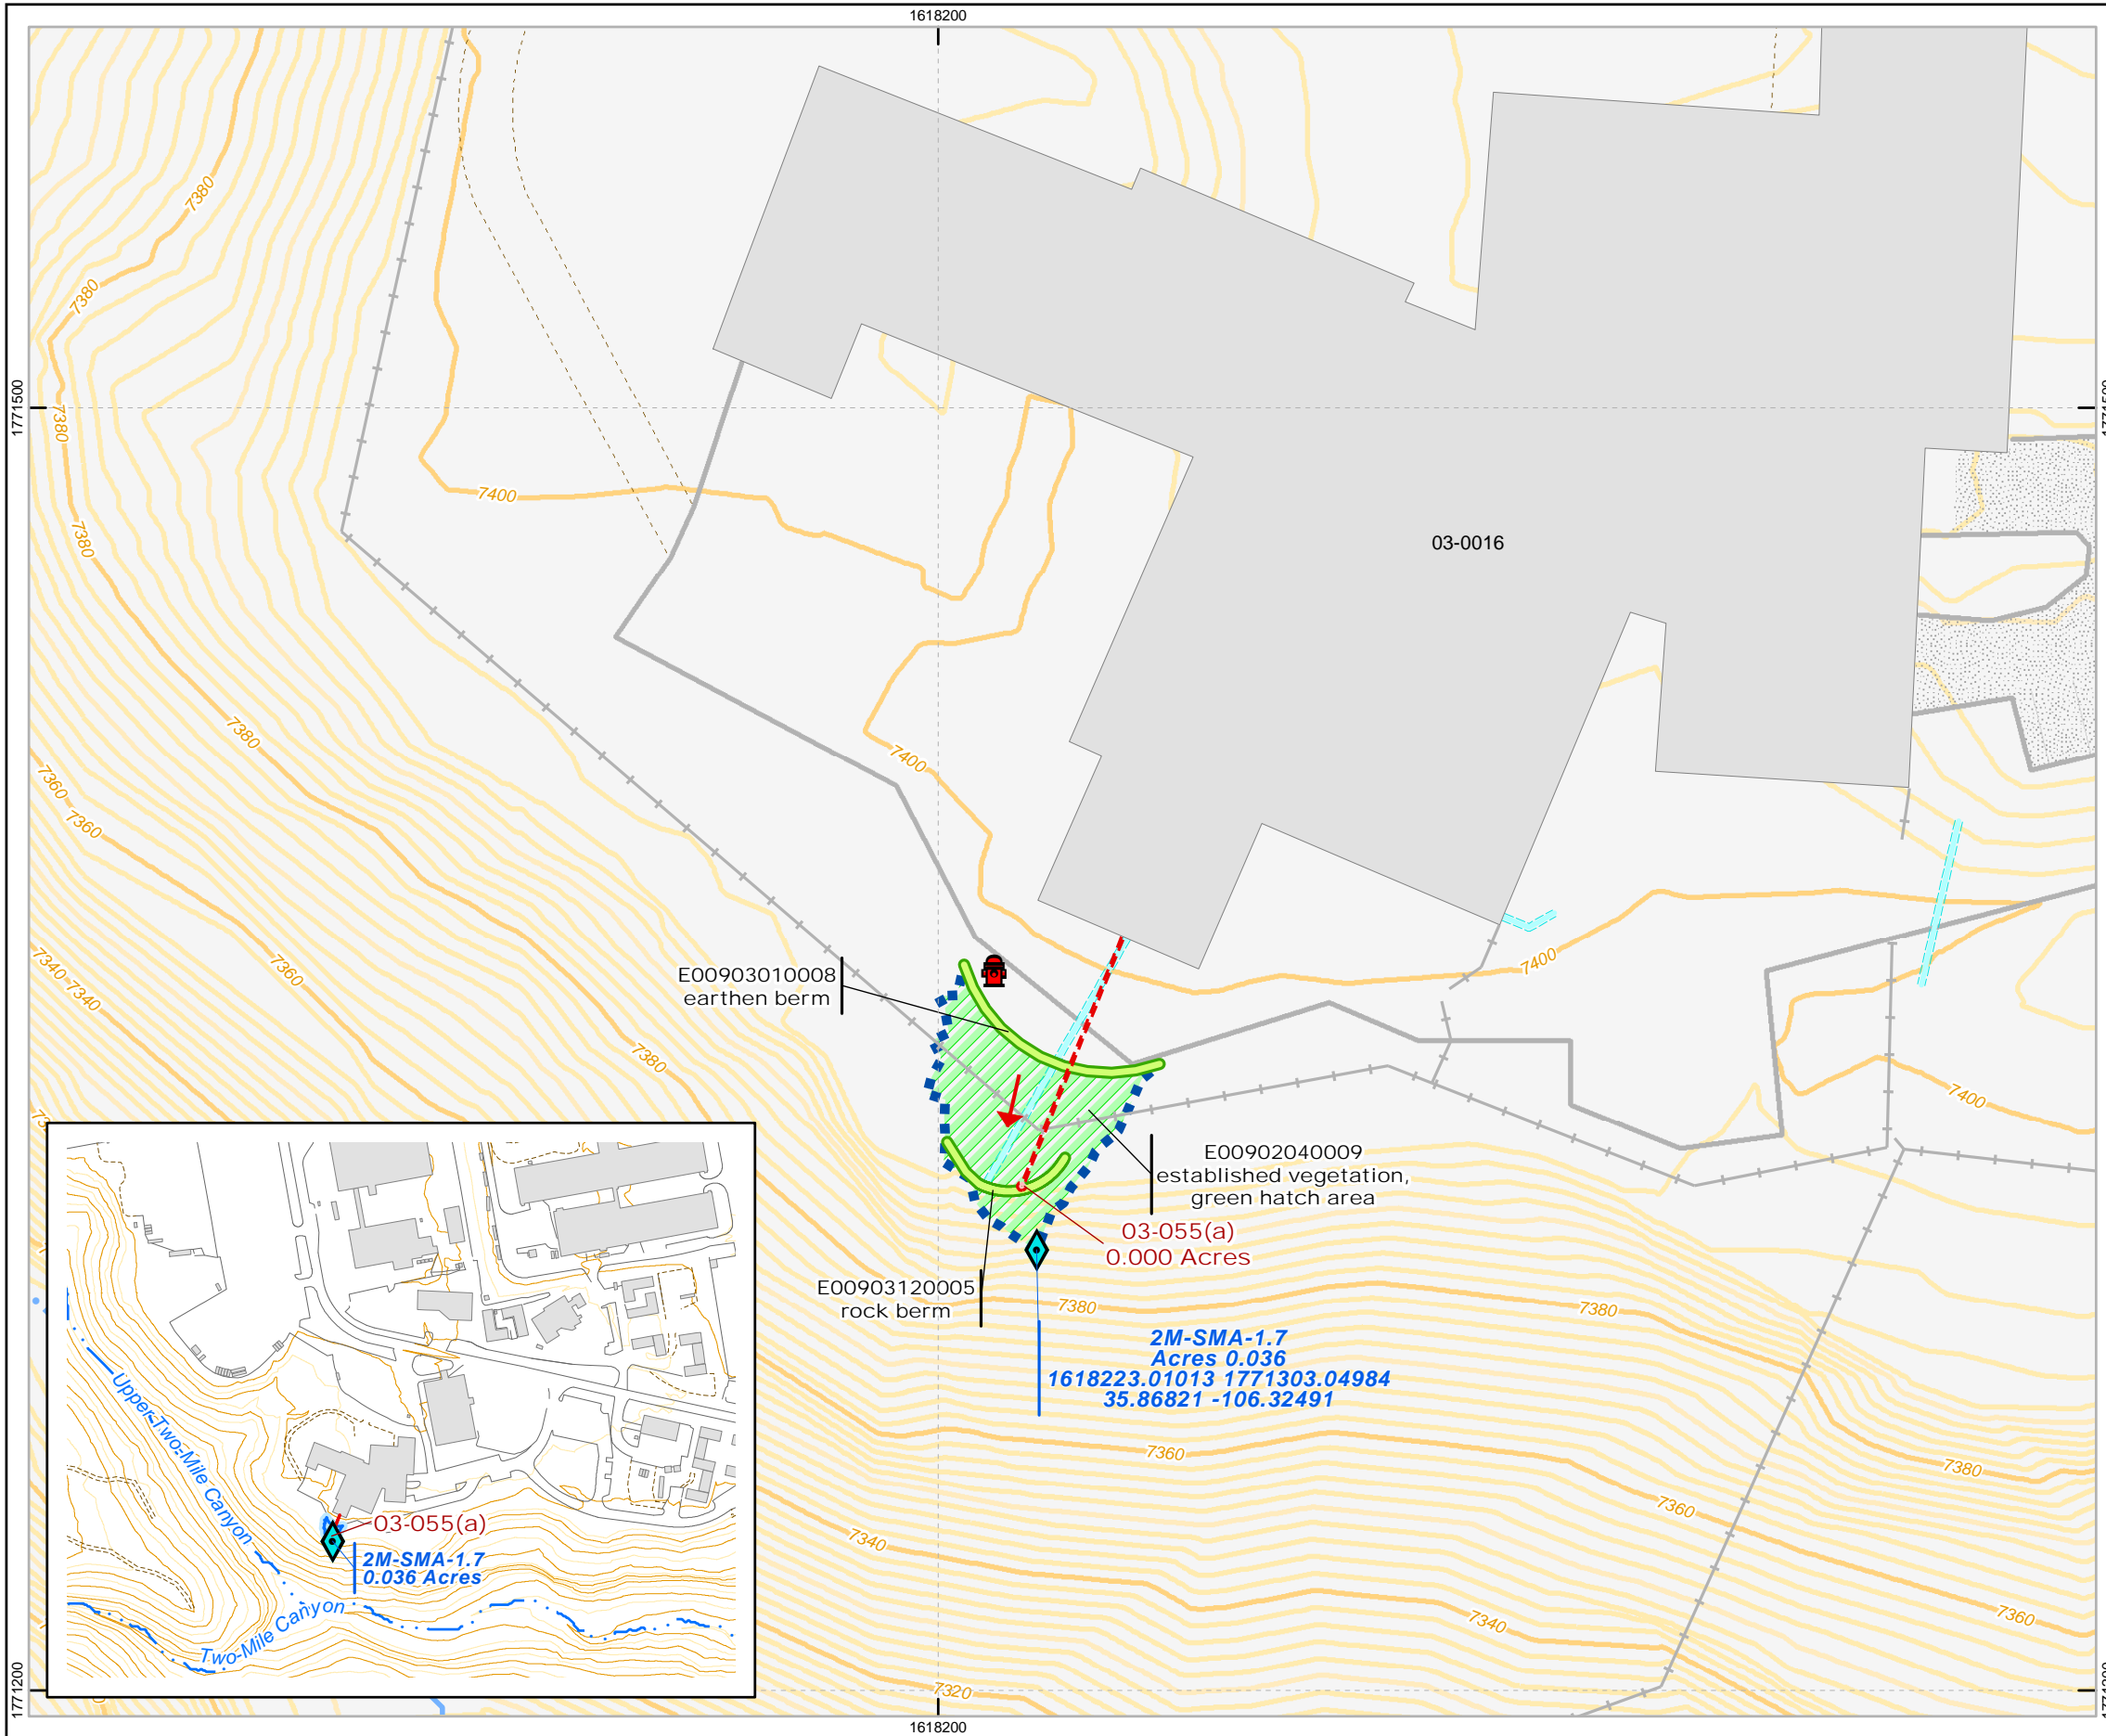 1618200
7380
7380
1771500
1771500
7380
7400
7380
03-0016
7380
7400
7360
7360
7400
E00903010008
earthen berm
7360
7340
7340
7380
7400
E00902040009
established vegetation,
green hatch area
03-055(a)
0.000 Acres
E00903120005
rock berm
7380
7380
2M-SMA-1.7
Acres 0.036
1618223.01013 1771303.04984
35.86821 -106.32491
7360
7380
7360
7340
7340
7360
Upper Two-Mile Canyon
03-055(a)
2M-SMA-1.7
0.036 Acres
Two-Mile Canyon
7320
1771200
1618200